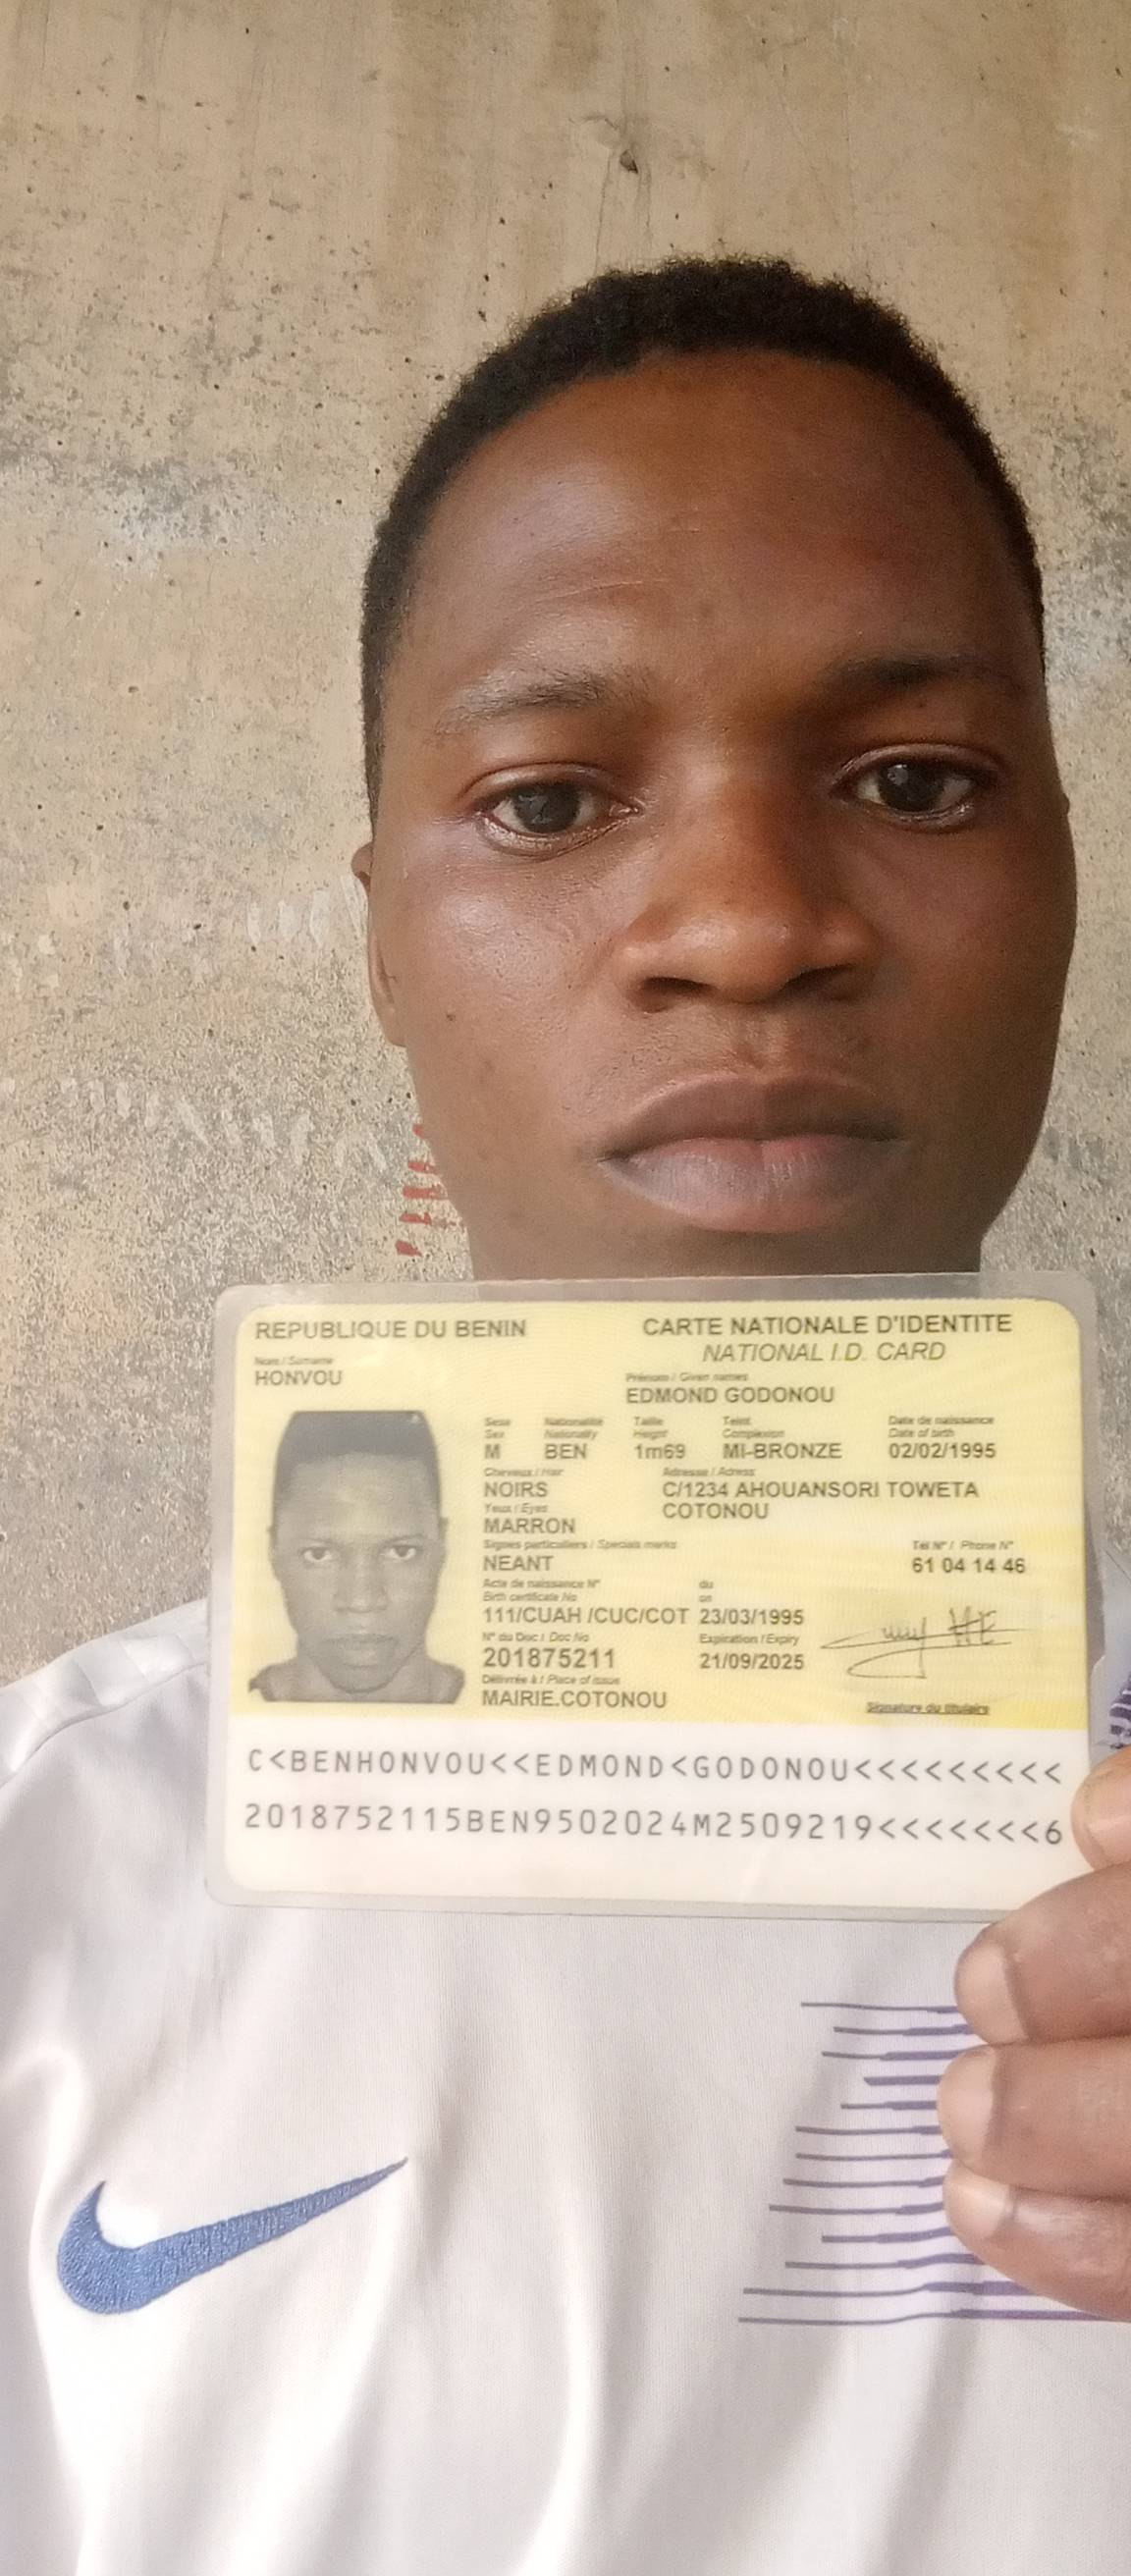 REPUBLIQUE DU BENIN
CARTE NATIONALE D'IDENTITE
NATIONAL I.D. CARD
Nom / Surname
HONVOU
Prénom / Given names
EDMOND GODONOU
Sexe Nationalité Taille Teint Date de naissance
Sex Nationality Height Complexion Date of birth
M BEN 1m69 MI-BRONZE 02/02/1995
Cheveux / Hair Adresse / Adress
NOIRS C/1234 AHOUANSORI TOWETA
Yeux / Eyes COTONOU
MARRON
Signes particuliers / Specials marks Tél N° / Phone N°
NEANT 61 04 14 46
Acte de naissance N° du
Birth certificate No on
111/CUAH /CUC/COT 23/03/1995
N° du Doc / Doc No Expiration / Expiry
201875211 21/09/2025
Délivrée à / Place of issue
MAIRIE.COTONOU
Signature du titulaire
C<BENHONVOU<<EDMOND<GODONOU<<<<<<<<<
2018752115BEN9502024M2509219<<<<<<<6